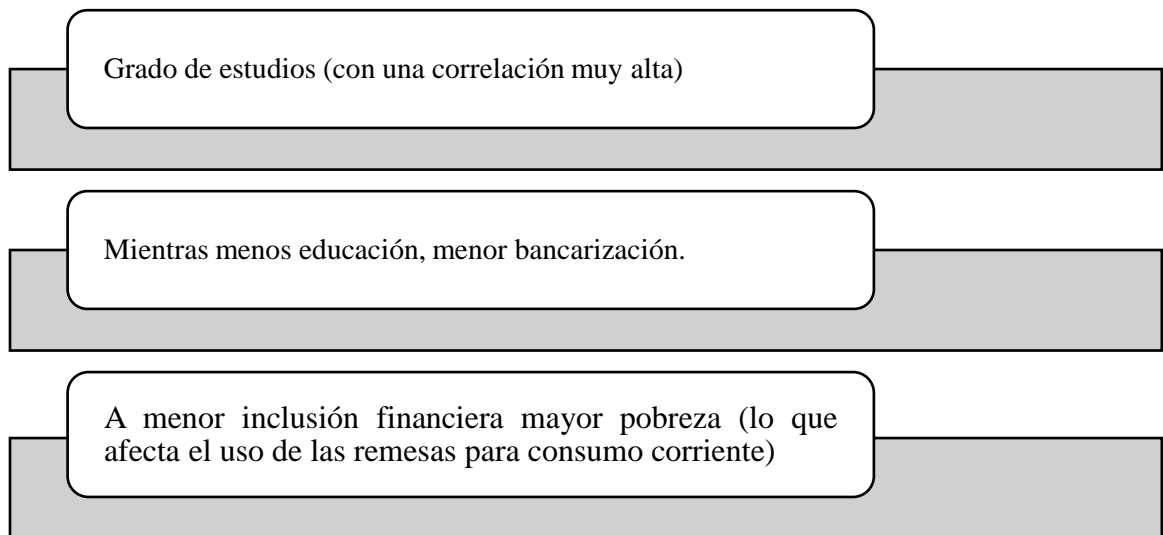 Grado de estudios (con una correlación muy alta)
Mientras menos educación, menor bancarización.
A menor inclusión financiera mayor pobreza (lo que
afecta el uso de las remesas para consumo corriente)